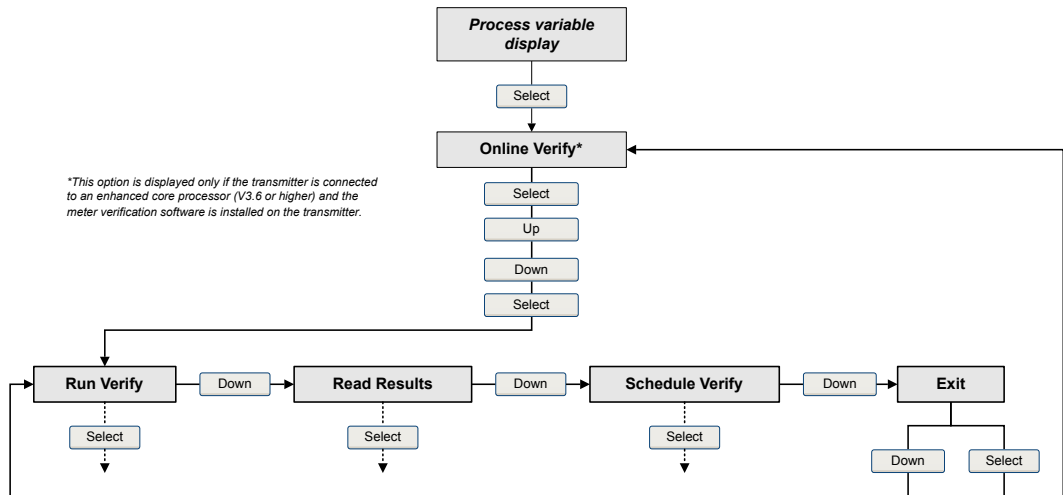 Process variable
display
Select
Online Verify*
*This option is displayed only if the transmitter is connected
to an enhanced core processor (V3.6 or higher) and the
meter verification software is installed on the transmitter.
Select
Up
Down
Select
Run Verify
Down
Read Results
Down
Schedule Verify
Down
Exit
Select
Select
Select
Down
Select